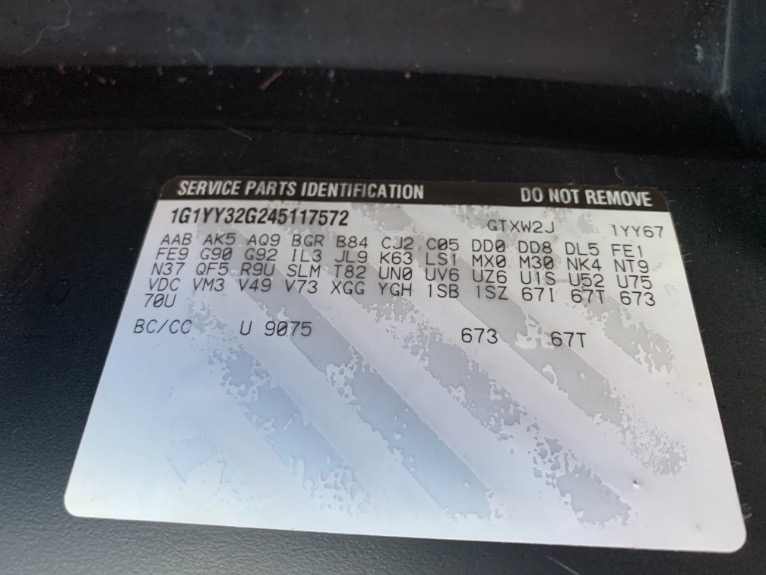 SERVICE PARTS IDENTIFICATION DO NOT REMOVE
1G1YY32G245117572 GTXW2J 1YY67
AAB AK5 AQ9 BGR B84 CJ2 C05 DD0 DD8 DL5 FE1
FE9 G90 G92 IL3 JL9 K63 LS1 MX0 M30 NK4 NT9
N37 QF5 R9U SLM T82 UN0 UV6 UZ6 U1S U52 U75
VDC VM3 V49 V73 XGG YGH 1SB 1SZ 67I 67T 673
70U
BC/CC U 9075 673 67T